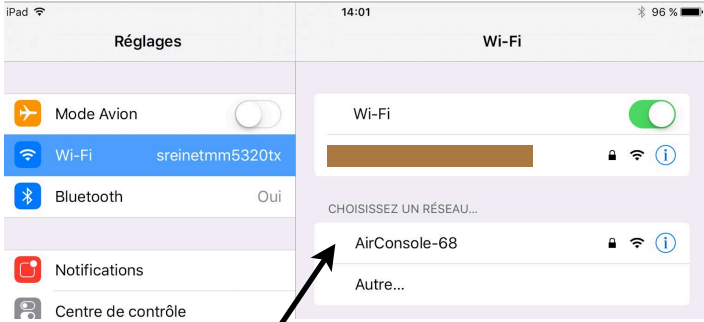 iPad 14:01 96 %
Réglages
Wi-Fi
Mode Avion
Wi-Fi sreinetmm5320tx
Bluetooth Oui
Notifications
Centre de contrôle
Wi-Fi
CHOISISSEZ UN RÉSEAU...
AirConsole-68
Autre...